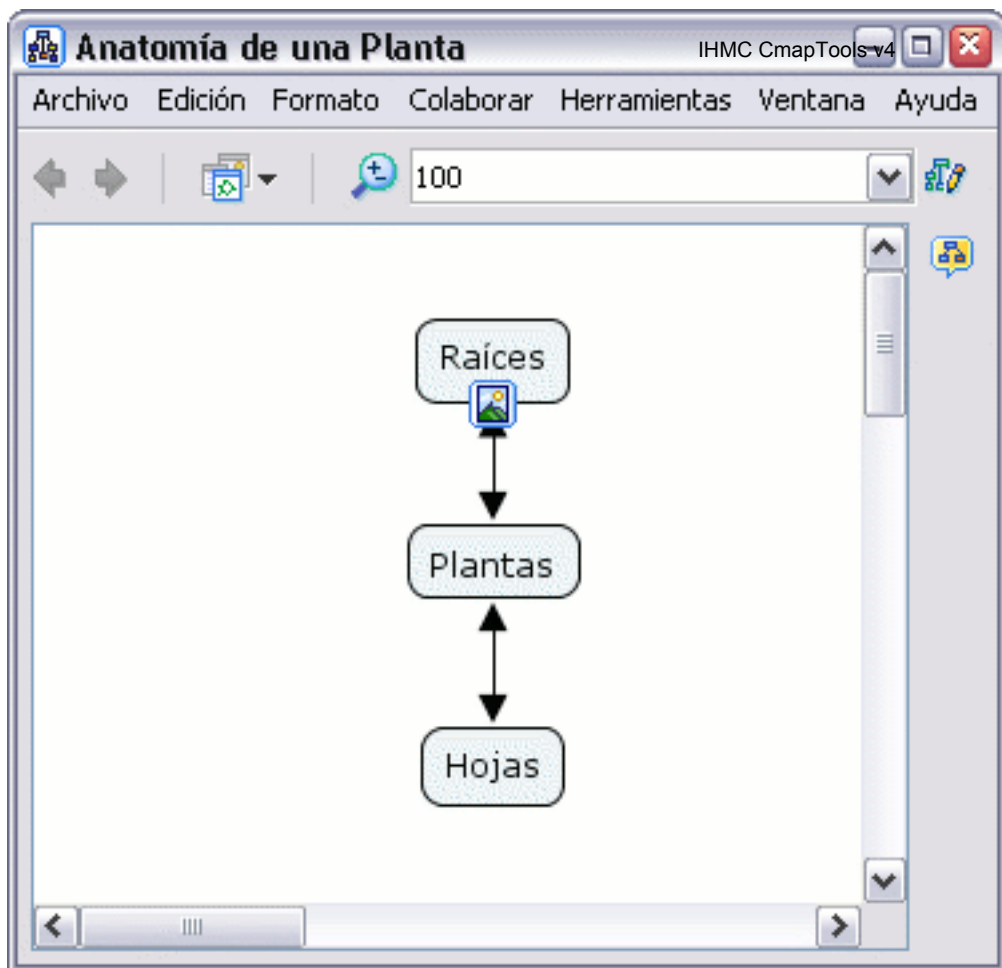 Anatomía de una Planta IHMC CmapTools v4
Archivo Edición Formato Colaborar Herramientas Ventana Ayuda
100
Raíces
Plantas
Hojas